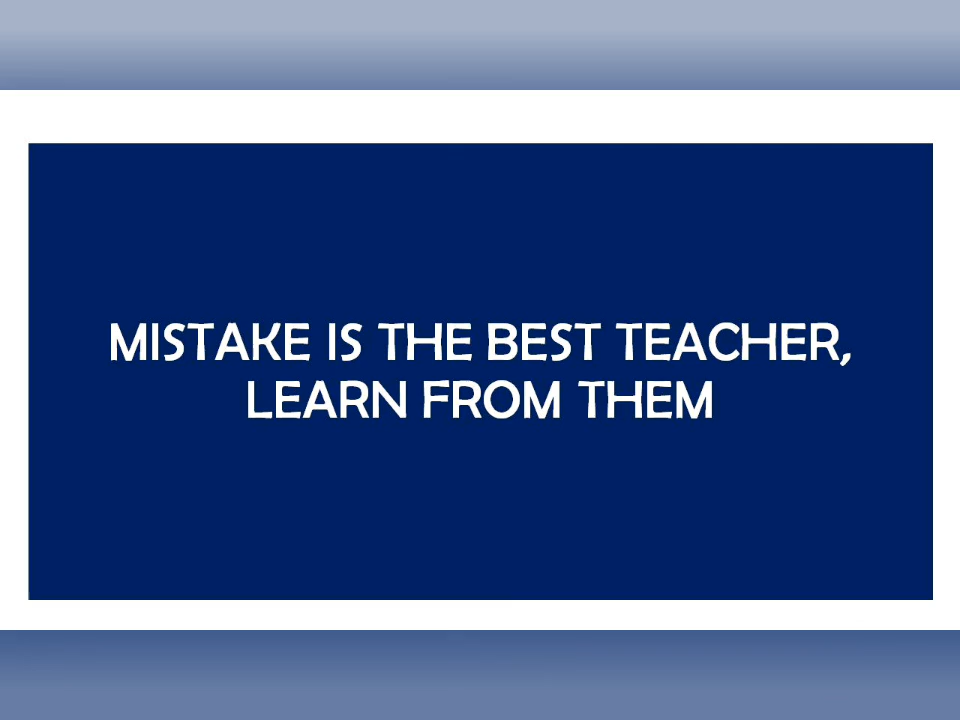 MISTAKE IS THE BEST TEACHER,
LEARN FROM THEM